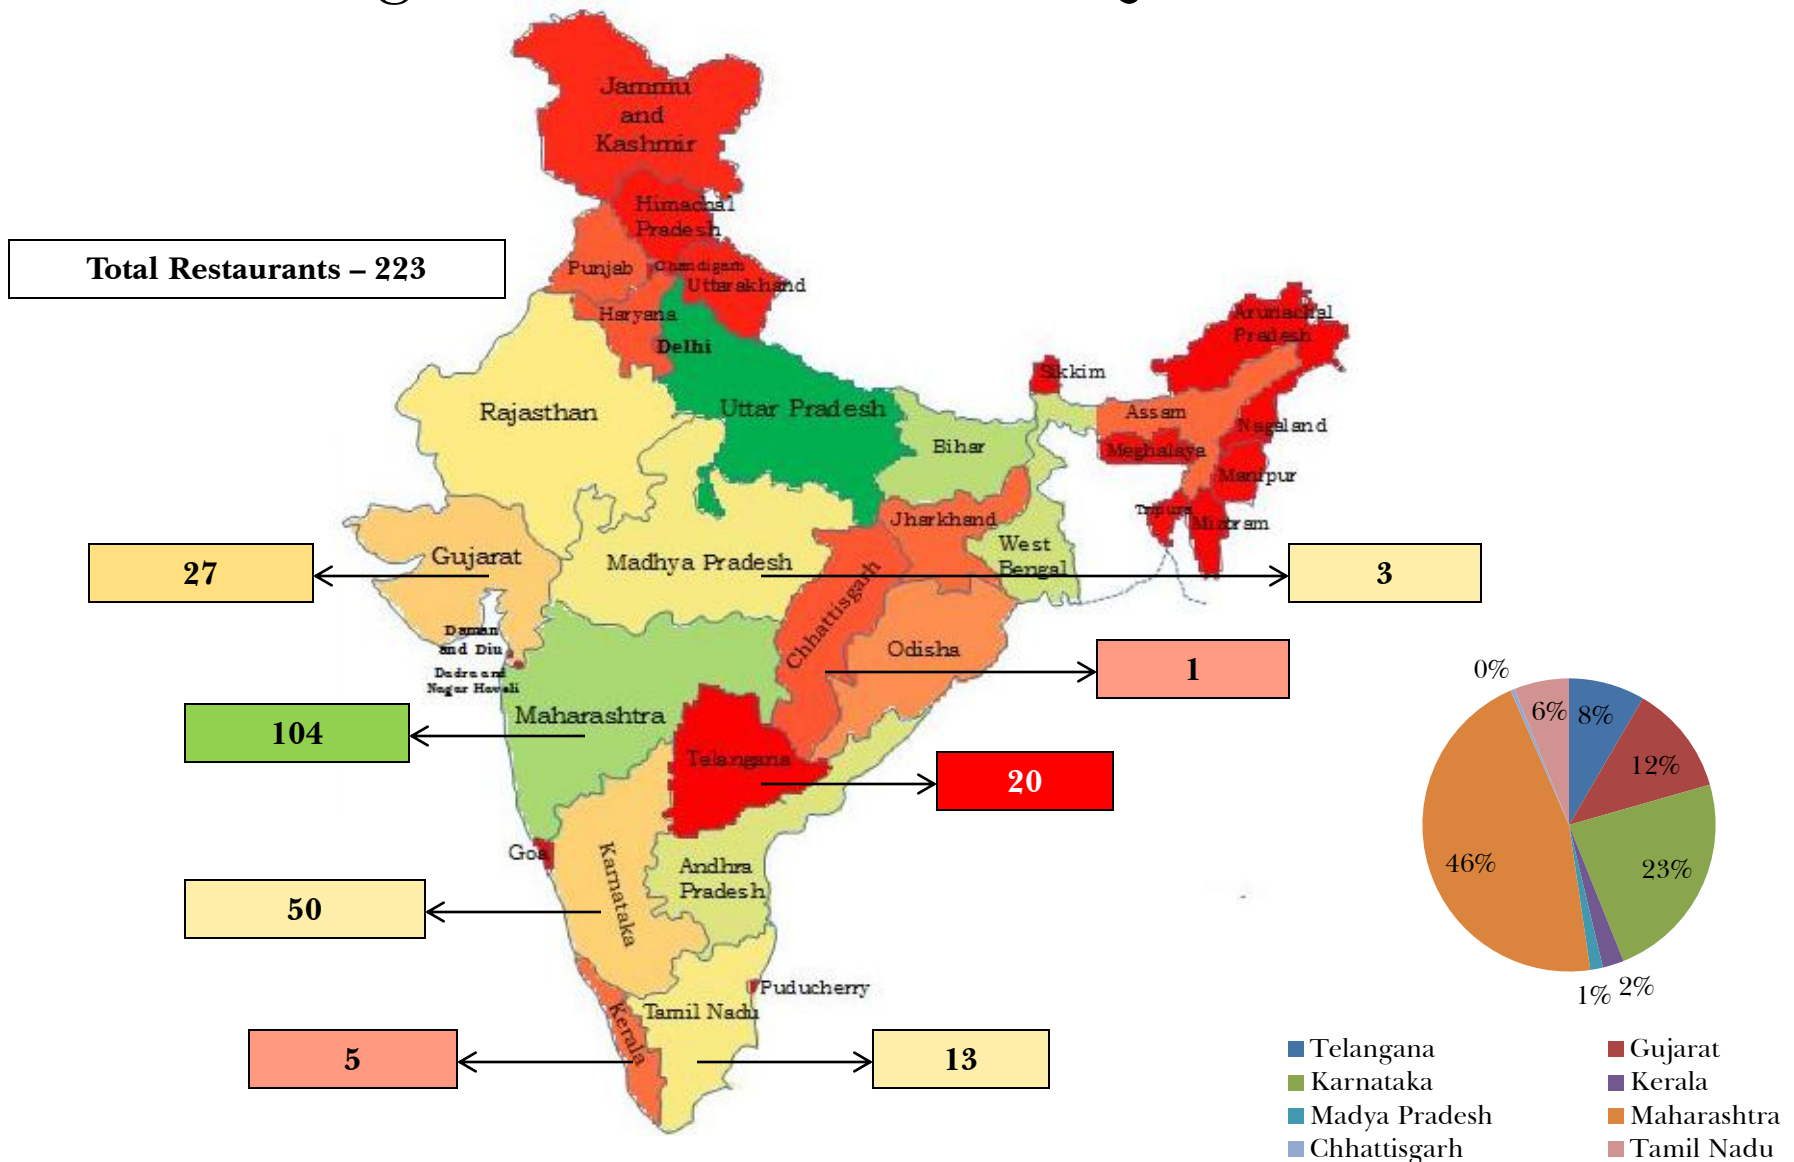 Jammu
and
Kashmir
Himachal
Pradesh
Total Restaurants – 223
Punjab
Chandigarh
Uttarakhand
Haryana
Delhi
Arunachal
Pradesh
Sikkim
Rajasthan
Uttar Pradesh
Bihar
Assam
Nagaland
Meghalaya
Manipur
Tripura
Mizoram
Jharkhand
West
Bengal
Gujarat
Madhya Pradesh
27
3
Chhattisgarh
Daman
and Diu
Dadra and
Nagar Haveli
Odisha
1
Maharashtra
104
Telangana
20
Goa
Karnataka
Andhra
Pradesh
50
Puducherry
Tamil Nadu
Kerala
5
13
0%
6%
8%
12%
46%
23%
1%
2%
Telangana
Gujarat
Karnataka
Kerala
Madya Pradesh
Maharashtra
Chhattisgarh
Tamil Nadu